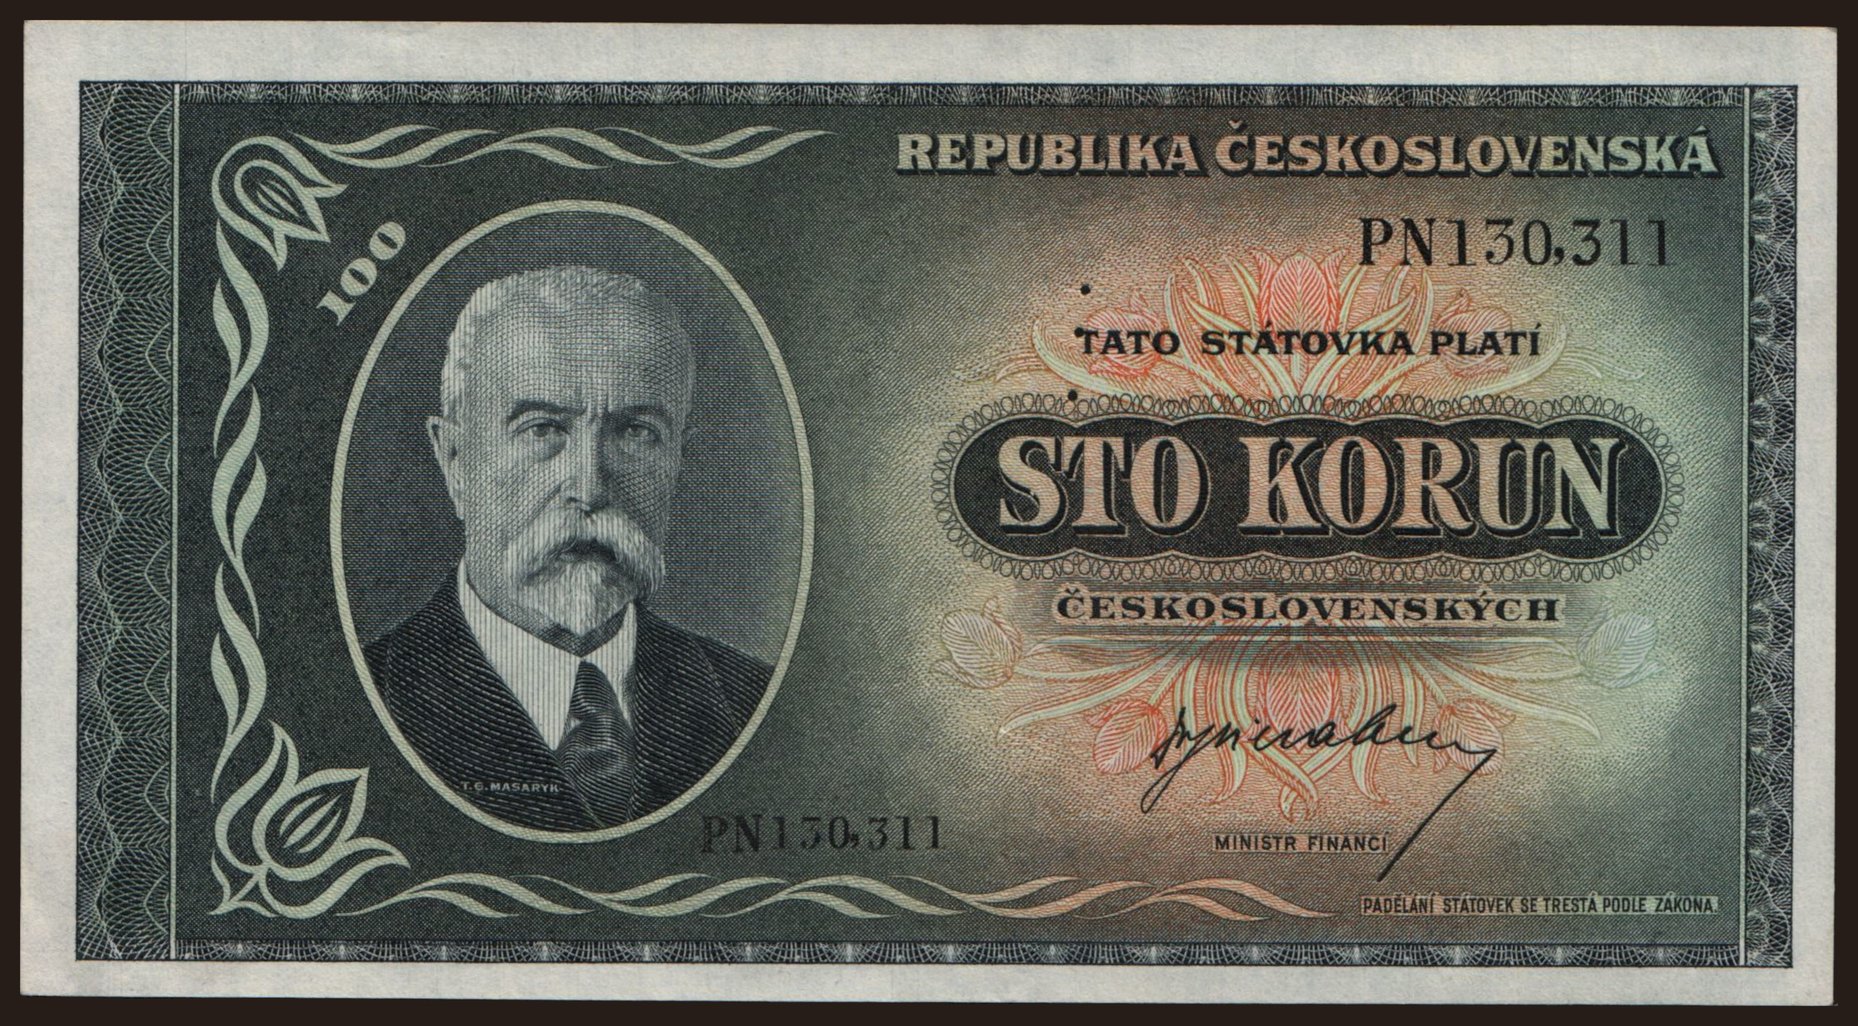 REPUBLIKA ČESKOSLOVENSKÁ
100
PN130,311
TATO STÁTOVKA PLATÍ
STO KORUN
ČESKOSLOVENSKÝCH
T. G. MASARYK
PN130,311
MINISTR FINANCÍ
PADĚLÁNÍ STÁTOVEK SE TRESTÁ PODLE ZÁKONA.